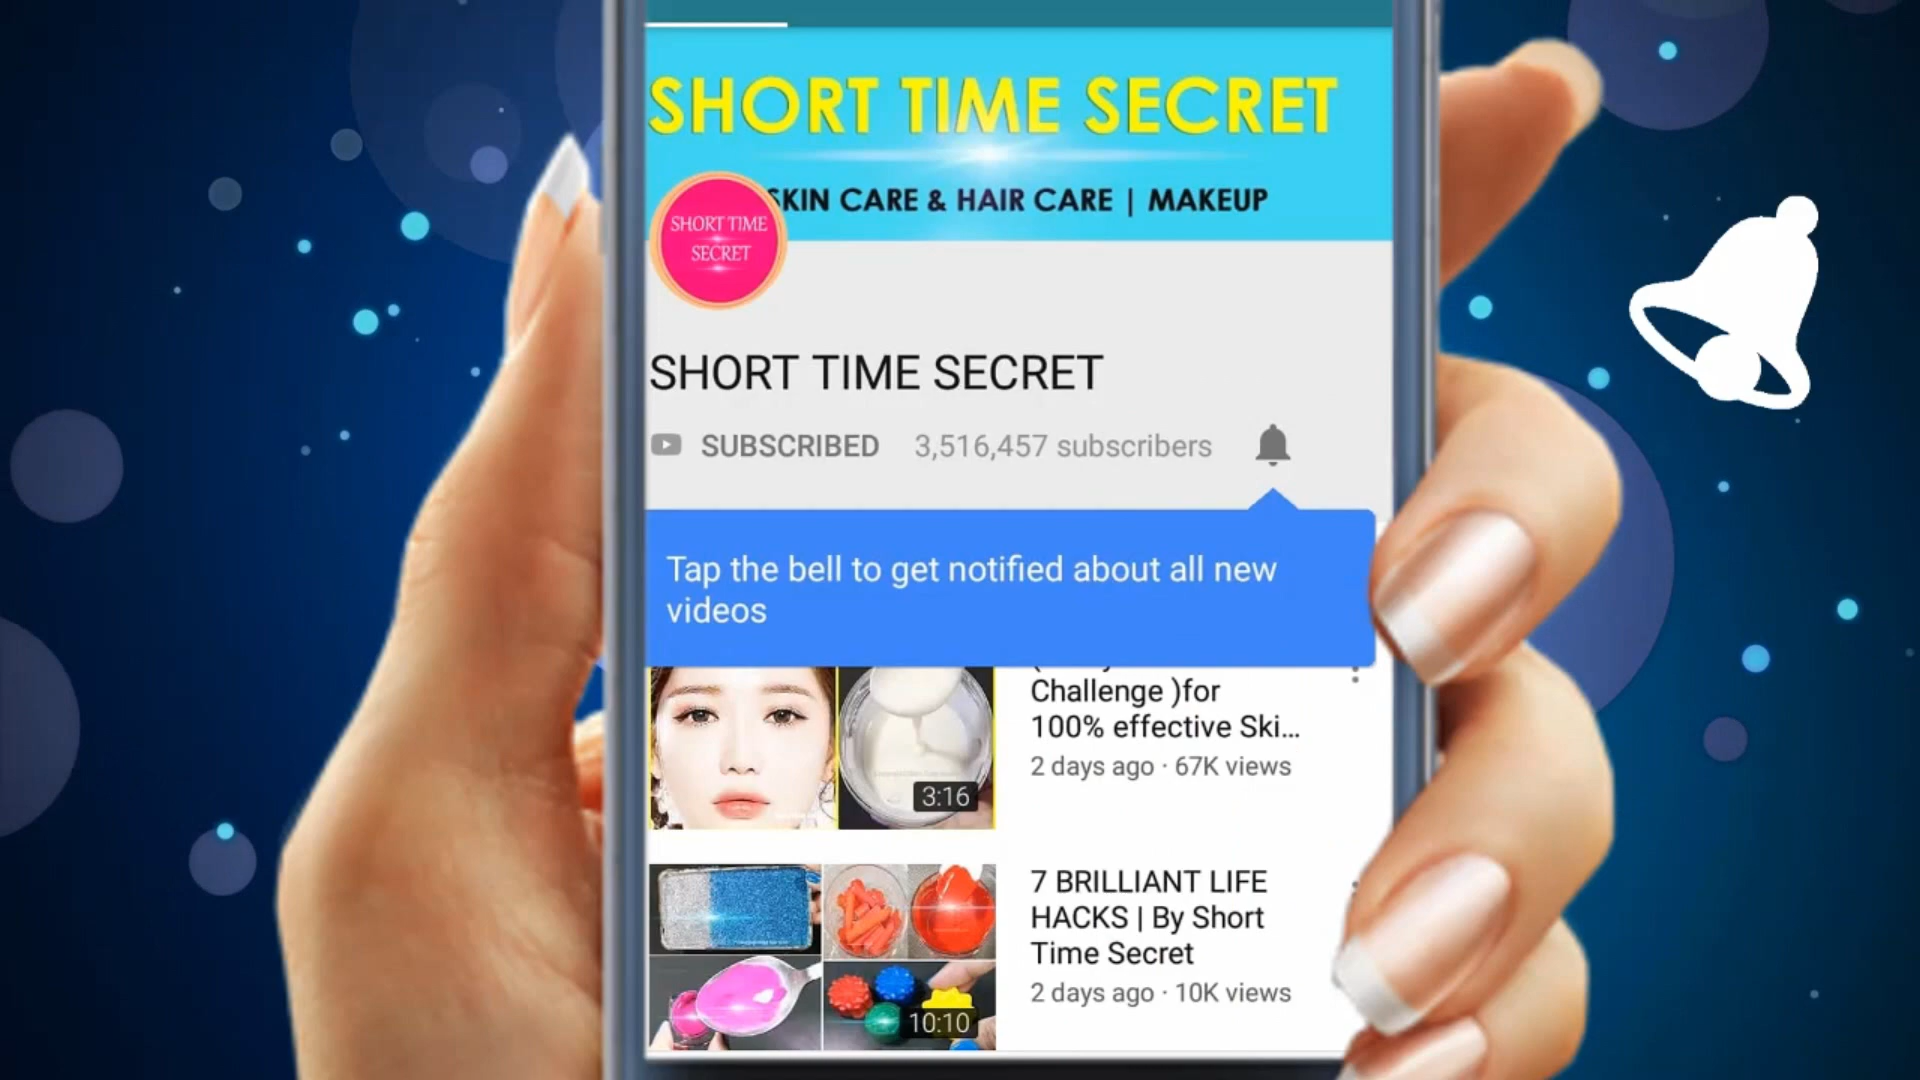 SHORT TIME SECRET
SKIN CARE & HAIR CARE | MAKEUP
SHORT TIME
SECRET
SHORT TIME SECRET
SUBSCRIBED 3,516,457 subscribers
Tap the bell to get notified about all new
videos
Challenge )for
100% effective Ski...
2 days ago · 67K views
3:16
7 BRILLIANT LIFE
HACKS | By Short
Time Secret
2 days ago · 10K views
10:10